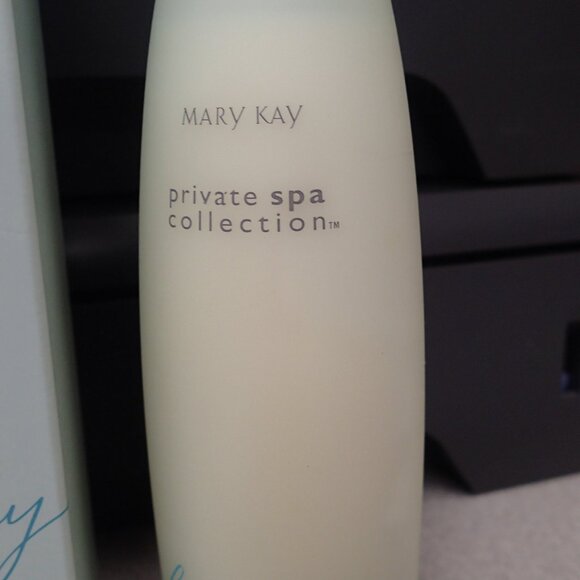 MARY KAY
private spa
collection™